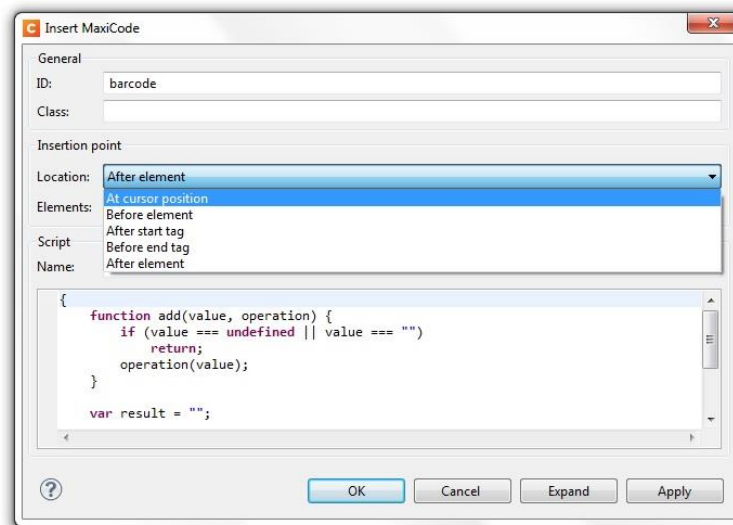 C Insert MaxiCode x
General
ID: barcode
Class:
Insertion point
Location: After element
At cursor position
Elements: Before element
After start tag
Before end tag
Script After element
Name:
{
function add(value, operation) {
if (value === undefined || value === "")
return;
operation(value);
}
var result = "";
? OK Cancel Expand Apply